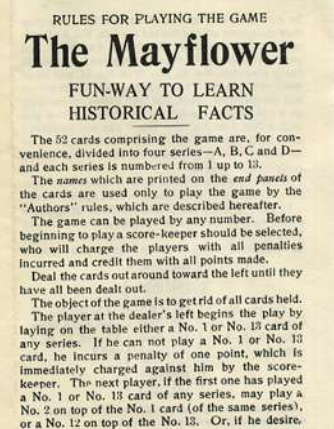 RULES FOR PLAYING THE GAME
The Mayflower
FUN-WAY TO LEARN
HISTORICAL FACTS
The 52 cards comprising the game are, for con-
venience, divided into four series—A, B, C and D—
and each series is numbered from 1 up to 13.
The names which are printed on the end panels of
the cards are used only to play the game by the
"Authors" rules, which are described hereafter.
The game can be played by any number. Before
beginning to play a score-keeper should be selected,
who will charge the players with all penalties
incurred and credit them with all points made.
Deal the cards out around toward the left until they
have all been dealt out.
The object of the game is to get rid of all cards held.
The player at the dealer's left begins the play by
laying on the table either a No. 1 or No. 13 card of
any series. If he can not play a No. 1 or No. 13
card, he incurs a penalty of one point, which is
immediately charged against him by the score-
keeper. The next player, if the first one has played
a No. 1 or No. 13 card of any series, may play a
No. 2 on top of the No. 1 card (of the same series),
or a No. 12 on top of the No. 13. Or, if he desire,